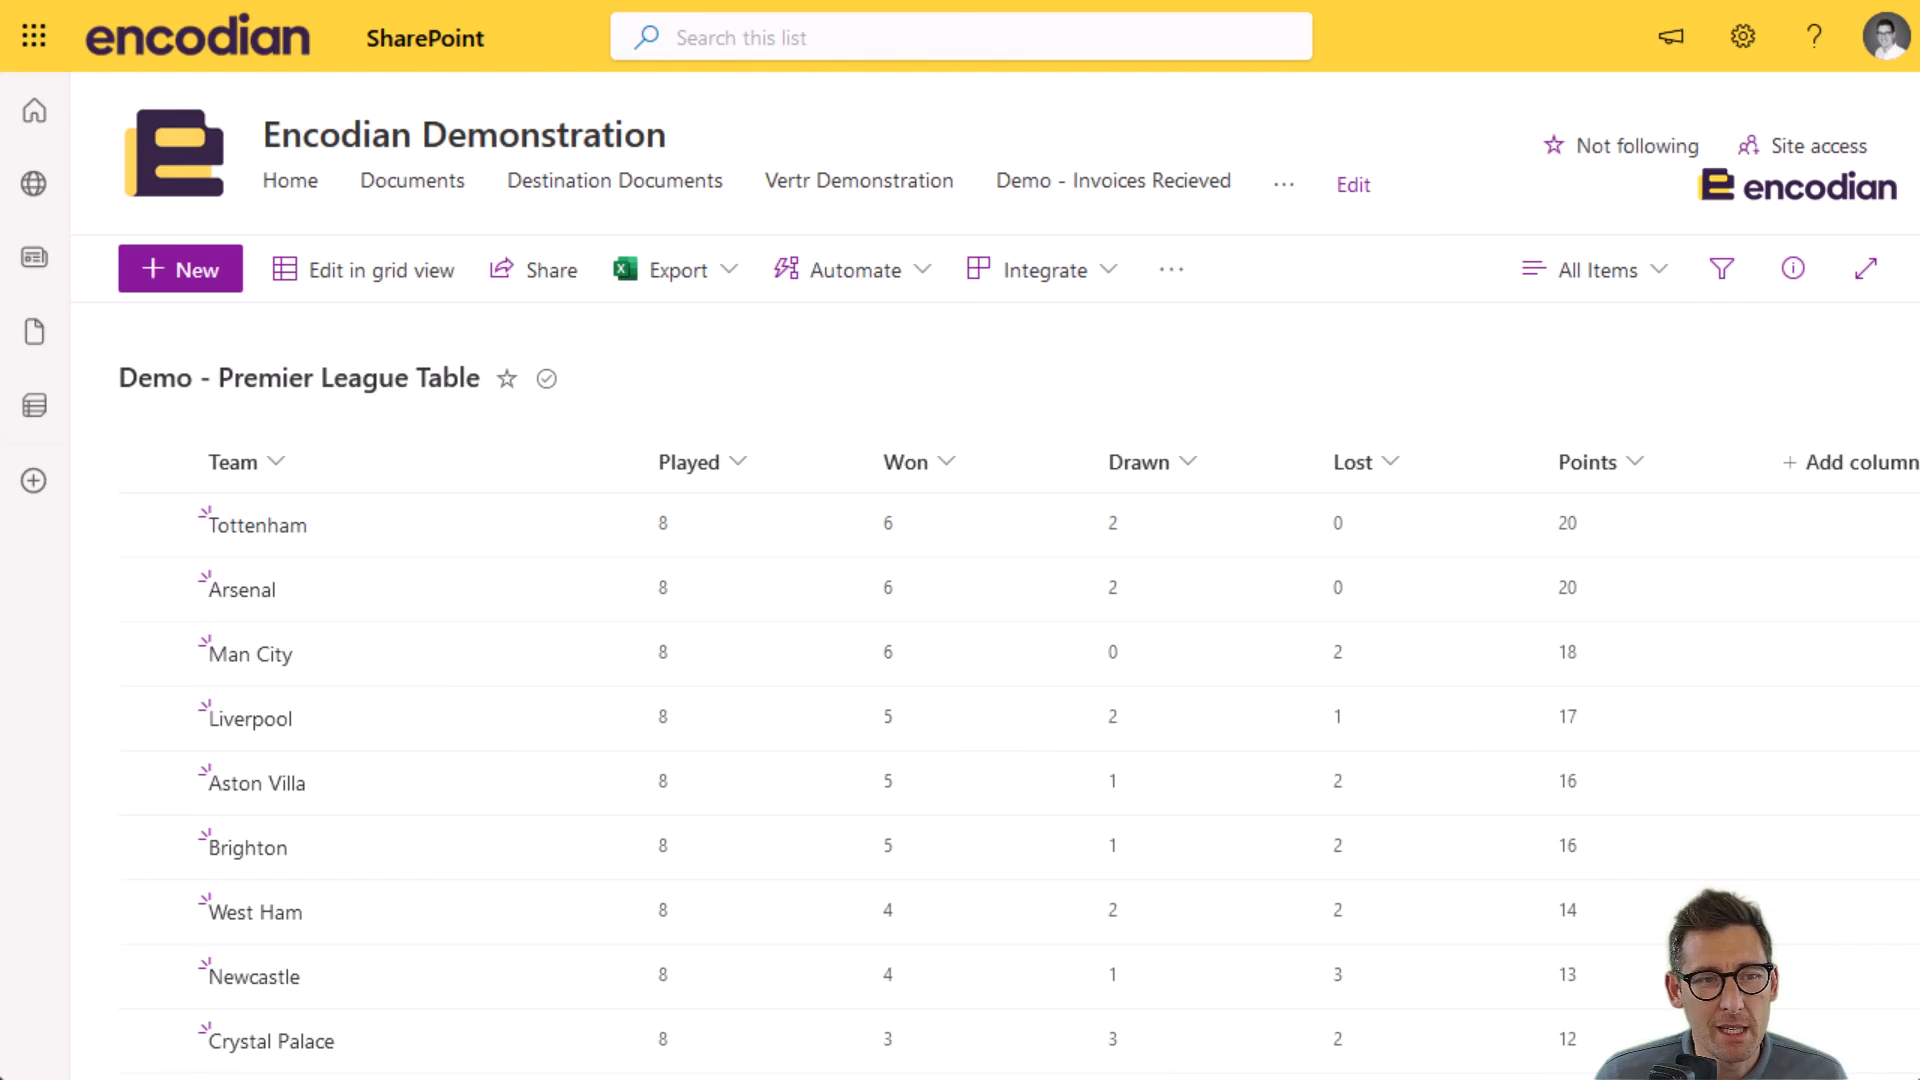 encodian
SharePoint
Search this list
Encodian Demonstration
Home Documents Destination Documents Vertr Demonstration Demo - Invoices Recieved ... Edit
Not following Site access
encodian
+ New Edit in grid view Share Export Automate Integrate ... All Items
Demo - Premier League Table
Team Played Won Drawn Lost Points + Add column
Tottenham 8 6 2 0 20
Arsenal 8 6 2 0 20
Man City 8 6 0 2 18
Liverpool 8 5 2 1 17
Aston Villa 8 5 1 2 16
Brighton 8 5 1 2 16
West Ham 8 4 2 2 14
Newcastle 8 4 1 3 13
Crystal Palace 8 3 3 2 12